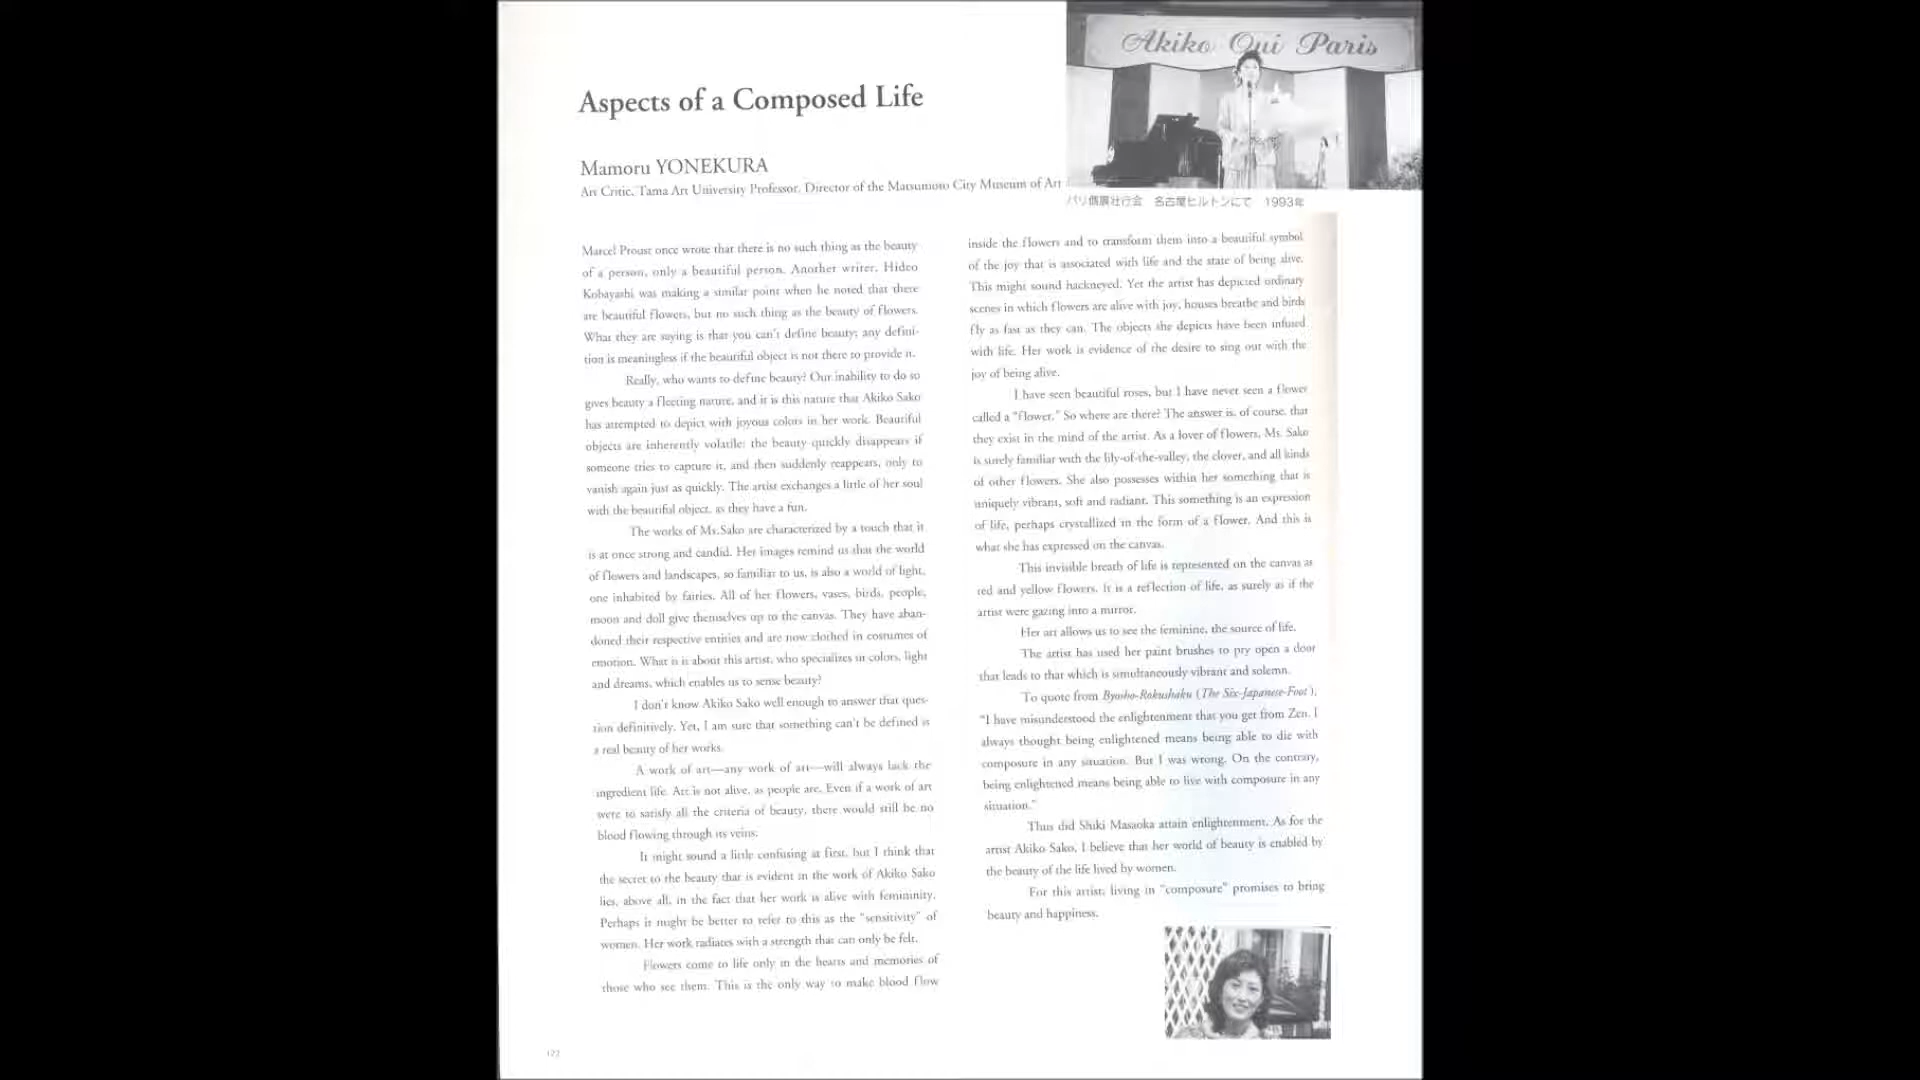 Akiko Oui Paris
Aspects of a Composed Life
Mamoru YONEKURA
Art Critic, Tama Art University Professor, Director of the Matsumoto City Museum of Art
パリ個展壮行会　名古屋ヒルトンにて　1993年
Marcel Proust once wrote that there is no such thing as the beauty
of a person, only a beautiful person. Another writer, Hideo
Kobayashi was making a similar point when he noted that there
are beautiful flowers, but no such thing as the beauty of flowers.
What they are saying is that you can't define beauty; any defini-
tion is meaningless if the beautiful object is not there to provide it.
Really, who wants to define beauty? Our inability to do so
gives beauty a fleeting nature, and it is this nature that Akiko Sako
has attempted to depict with joyous colors in her work. Beautiful
objects are inherently volatile: the beauty quickly disappears if
someone tries to capture it, and then suddenly reappears, only to
vanish again just as quickly. The artist exchanges a little of her soul
with the beautiful object, as they have a fun.
The works of Ms.Sako are characterized by a touch that it
is at once strong and candid. Her images remind us that the world
of flowers and landscapes, so familiar to us, is also a world of light,
one inhabited by fairies. All of her flowers, vases, birds, people,
moon and doll give themselves up to the canvas. They have aban-
doned their respective entities and are now clothed in costumes of
emotion. What is it about this artist, who specializes in colors, light
and dreams, which enables us to sense beauty?
I don't know Akiko Sako well enough to answer that ques-
tion definitively. Yet, I am sure that something can't be defined is
a real beauty of her works.
A work of art—any work of art—will always lack the
ingredient life. Art is not alive, as people are. Even if a work of art
were to satisfy all the criteria of beauty, there would still be no
blood flowing through its veins.
It might sound a little confusing at first, but I think that
the secret to the beauty that is evident in the work of Akiko Sako
lies, above all, in the fact that her work is alive with femininity.
Perhaps it might be better to refer to this as the "sensitivity" of
women. Her work radiates with a strength that can only be felt.
Flowers come to life only in the hearts and memories of
those who see them. This is the only way to make blood flow
inside the flowers and to transform them into a beautiful symbol
of the joy that is associated with life and the state of being alive.
This might sound hackneyed. Yet the artist has depicted ordinary
scenes in which flowers are alive with joy, houses breathe and birds
fly as fast as they can. The objects she depicts have been infused
with life. Her work is evidence of the desire to sing out with the
joy of being alive.
I have seen beautiful roses, but I have never seen a flower
called a "flower." So where are there? The answer is, of course, that
they exist in the mind of the artist. As a lover of flowers, Ms. Sako
is surely familiar with the lily-of-the-valley, the clover, and all kinds
of other flowers. She also possesses within her something that is
uniquely vibrant, soft and radiant. This something is an expression
of life, perhaps crystallized in the form of a flower. And this is
what she has expressed on the canvas.
This invisible breath of life is represented on the canvas as
red and yellow flowers. It is a reflection of life, as surely as if the
artist were gazing into a mirror.
Her art allows us to see the feminine, the source of life.
The artist has used her paint brushes to pry open a door
that leads to that which is simultaneously vibrant and solemn.
To quote from Byosho-Rokushaku (The Six-Japanese-Foot),
"I have misunderstood the enlightenment that you get from Zen. I
always thought being enlightened means being able to die with
composure in any situation. But I was wrong. On the contrary,
being enlightened means being able to live with composure in any
situation."
Thus did Shiki Masaoka attain enlightenment. As for the
artist Akiko Sako, I believe that her world of beauty is enabled by
the beauty of the life lived by women.
For this artist, living in "composure" promises to bring
beauty and happiness.
122